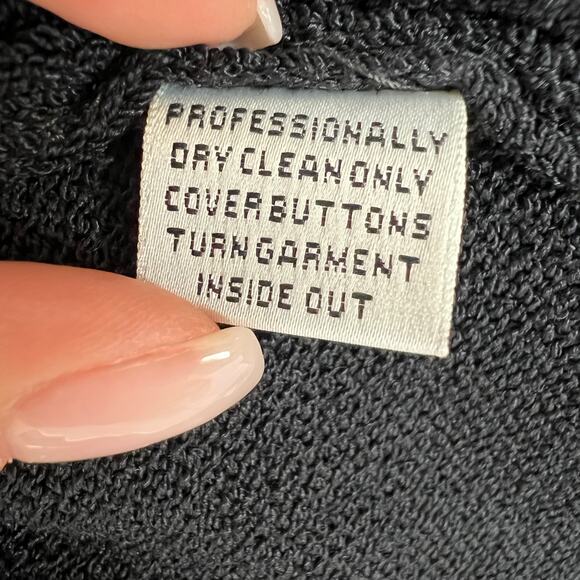 PROFESSIONALLY
DRY CLEAN ONLY
COVER BUTTONS
TURN GARMENT
INSIDE OUT